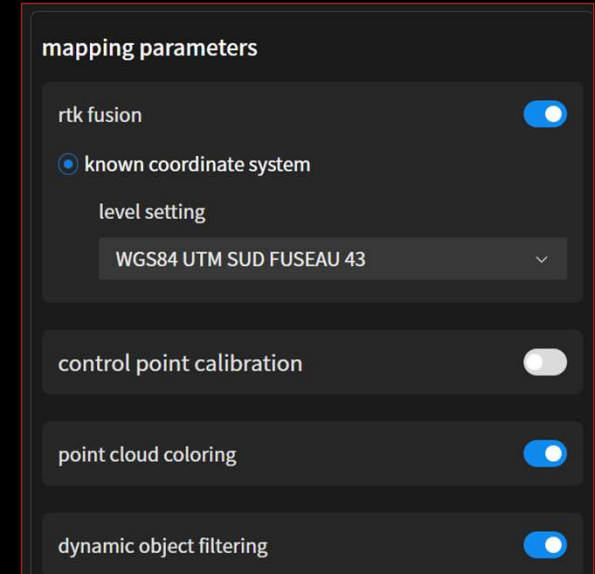 mapping parameters
rtk fusion
known coordinate system
level setting
WGS84 UTM SUD FUSEAU 43
control point calibration
point cloud coloring
dynamic object filtering